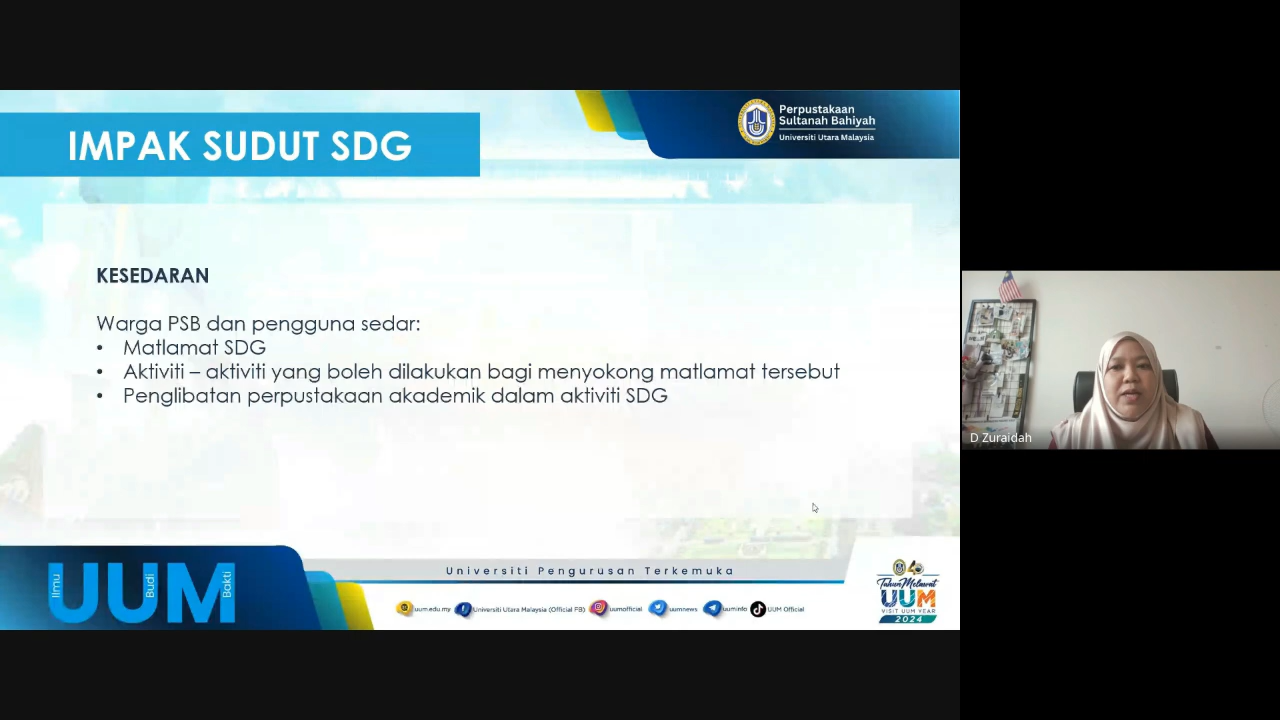 IMPAK SUDUT SDG
Perpustakaan
Sultanah Bahiyah
Universiti Utara Malaysia
KESEDARAN
Warga PSB dan pengguna sedar:
• Matlamat SDG
• Aktiviti – aktiviti yang boleh dilakukan bagi menyokong matlamat tersebut
• Penglibatan perpustakaan akademik dalam aktiviti SDG
D Zuraidah
Universiti Pengurusan Terkemuka
UUM
Ilmu
Budi
Bakti
uum.edu.my
Universiti Utara Malaysia (Official FB)
uumofficial
uumnews
uuminfo
UUM Official
40
Tahun Melawat
UUM
VISIT UUM YEAR
2024